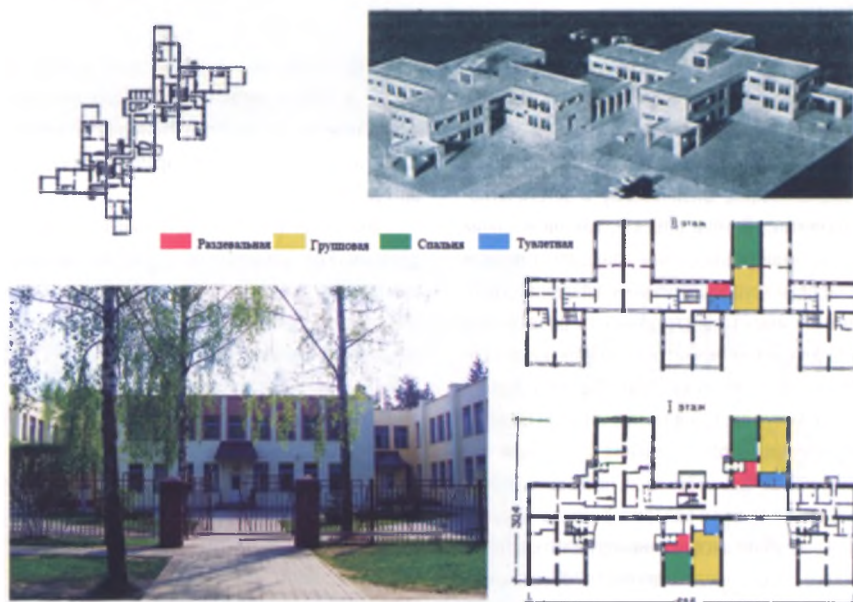 Раздевальная
Групповая
Спальня
Туалетная
II этаж
I этаж